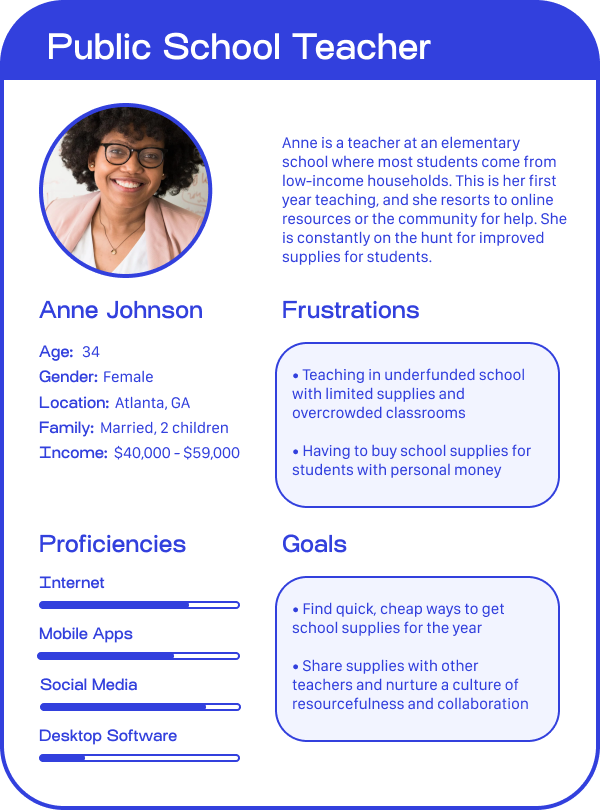 Public School Teacher
Anne is a teacher at an elementary
school where most students come from
low-income households. This is her first
year teaching, and she resorts to online
resources or the community for help. She
is constantly on the hunt for improved
supplies for students.
Anne Johnson
Age: 34
Gender: Female
Location: Atlanta, GA
Family: Married, 2 children
Income: $40,000 - $59,000
Frustrations
• Teaching in underfunded school
with limited supplies and
overcrowded classrooms
• Having to buy school supplies for
students with personal money
Proficiencies
Internet
Mobile Apps
Social Media
Desktop Software
Goals
• Find quick, cheap ways to get
school supplies for the year
• Share supplies with other
teachers and nurture a culture of
resourcefulness and collaboration